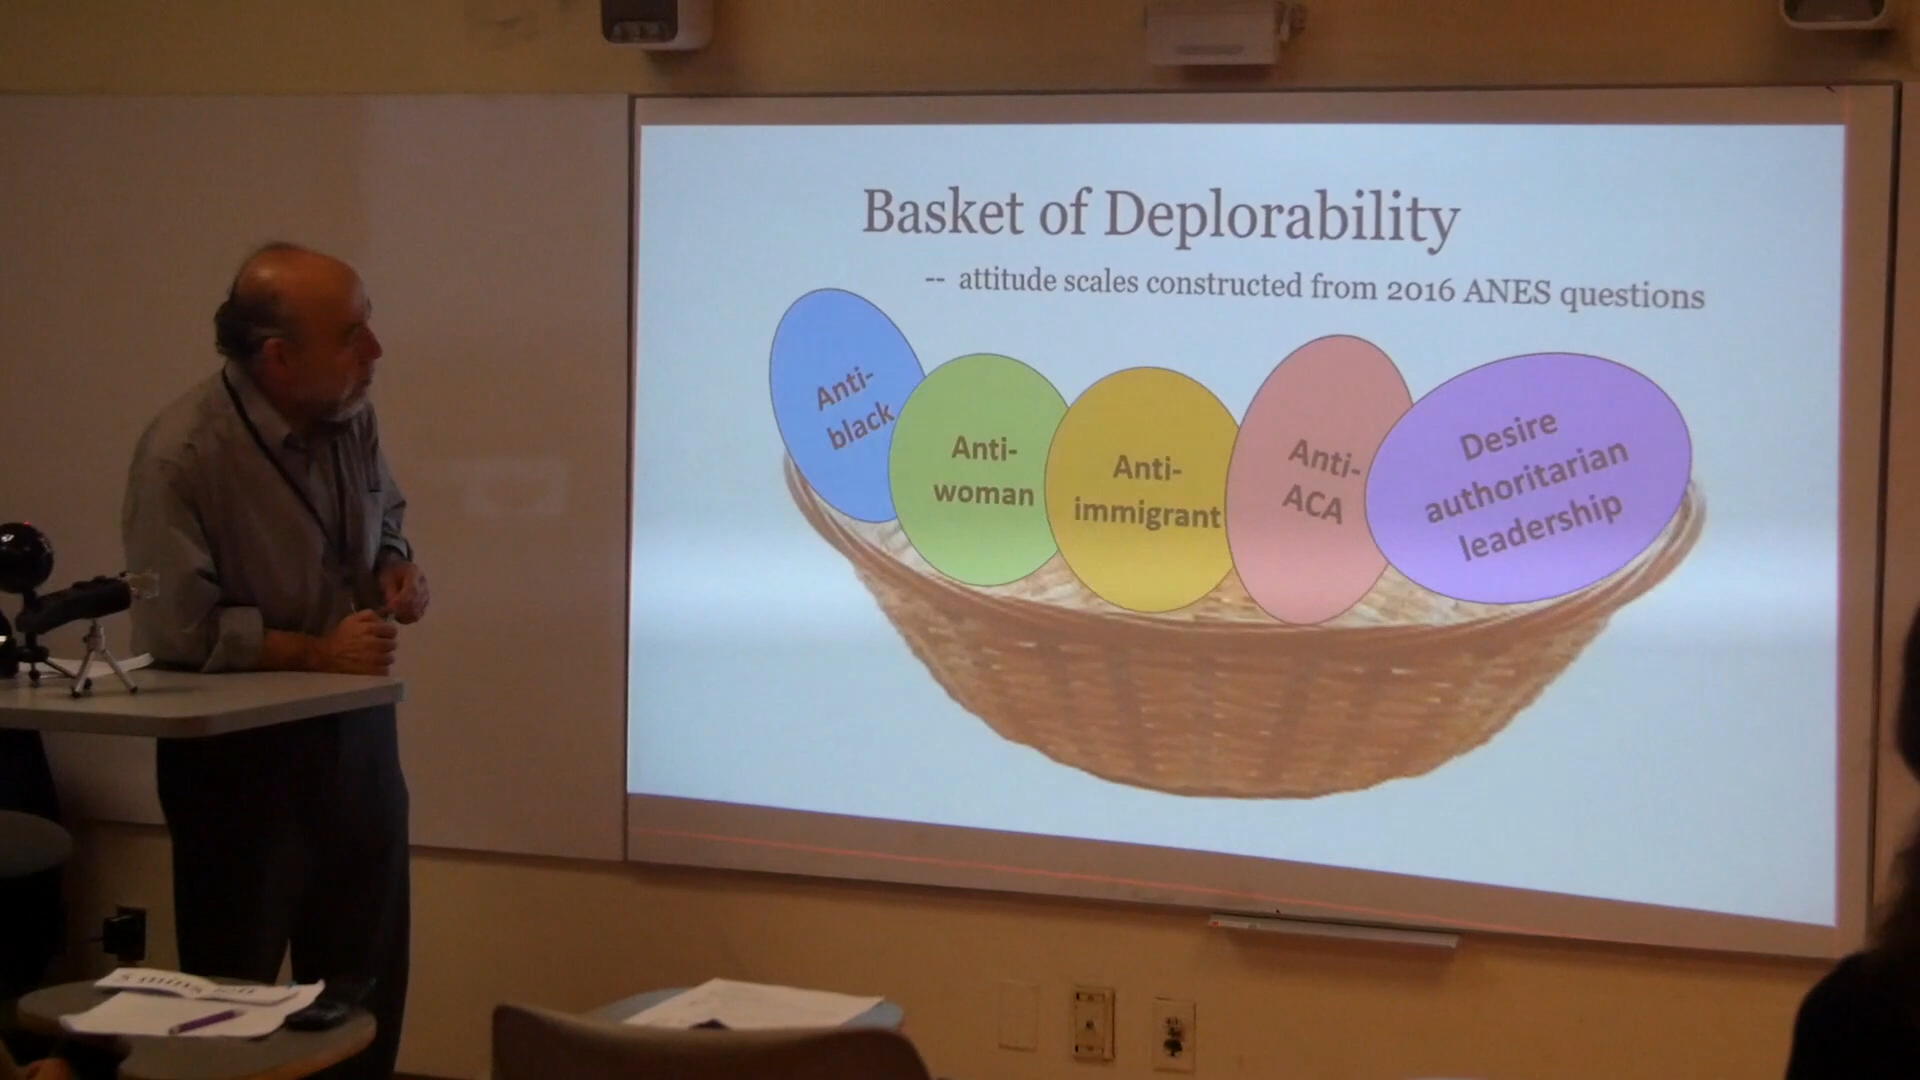 Basket of Deplorability
-- attitude scales constructed from 2016 ANES questions
Anti-
black
Anti-
woman
Anti-
immigrant
Anti-
ACA
Desire
authoritarian
leadership